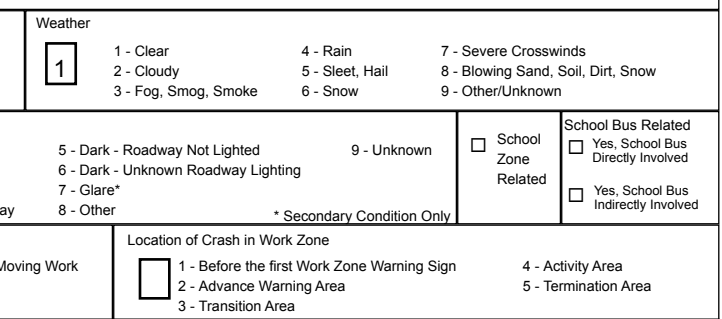 Weather
1
1 - Clear
4 - Rain
7 - Severe Crosswinds
2 - Cloudy
5 - Sleet, Hail
8 - Blowing Sand, Soil, Dirt, Snow
3 - Fog, Smog, Smoke
6 - Snow
9 - Other/Unknown
5 - Dark - Roadway Not Lighted
9 - Unknown
6 - Dark - Unknown Roadway Lighting
7 - Glare*
ay
8 - Other
* Secondary Condition Only
School
Zone
Related
School Bus Related
Yes, School Bus
Directly Involved
Yes, School Bus
Indirectly Involved
Moving Work
Location of Crash in Work Zone
1 - Before the first Work Zone Warning Sign
4 - Activity Area
2 - Advance Warning Area
5 - Termination Area
3 - Transition Area